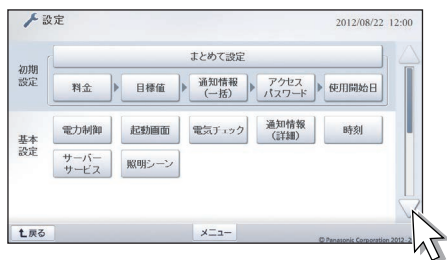 設定
2012/08/22 12:00
初期
設定
まとめて設定
料金
目標値
通知情報
(一括)
アクセス
パスワード
使用開始日
基本
設定
電力制御
起動画面
電気チェック
通知情報
(詳細)
時刻
サーバー
サービス
照明シーン
戻る
メニュー
© Panasonic Corporation 2012-2